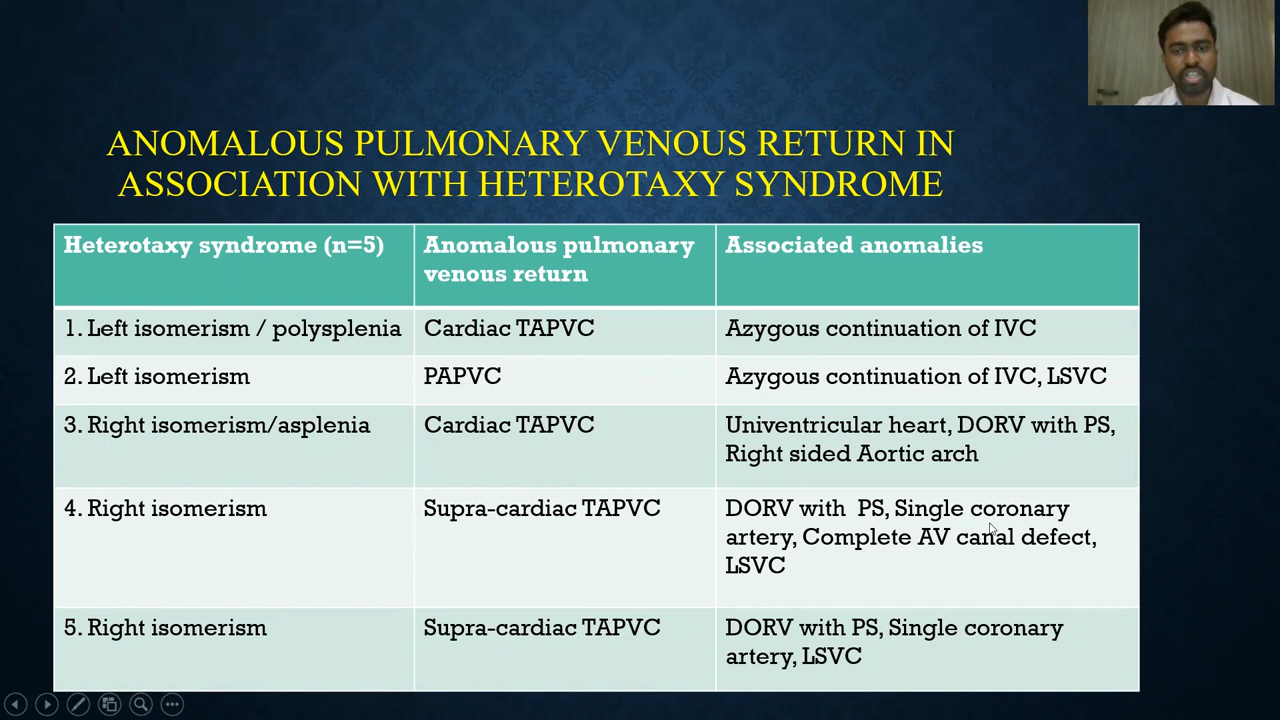 ANOMALOUS PULMONARY VENOUS RETURN IN
ASSOCIATION WITH HETEROTAXY SYNDROME
Heterotaxy syndrome (n=5)
Anomalous pulmonary
venous return
Associated anomalies
1. Left isomerism / polysplenia
Cardiac TAPVC
Azygous continuation of IVC
2. Left isomerism
PAPVC
Azygous continuation of IVC, LSVC
3. Right isomerism/asplenia
Cardiac TAPVC
Univentricular heart, DORV with PS,
Right sided Aortic arch
4. Right isomerism
Supra-cardiac TAPVC
DORV with  PS, Single coronary
artery, Complete AV canal defect,
LSVC
5. Right isomerism
Supra-cardiac TAPVC
DORV with PS, Single coronary
artery, LSVC